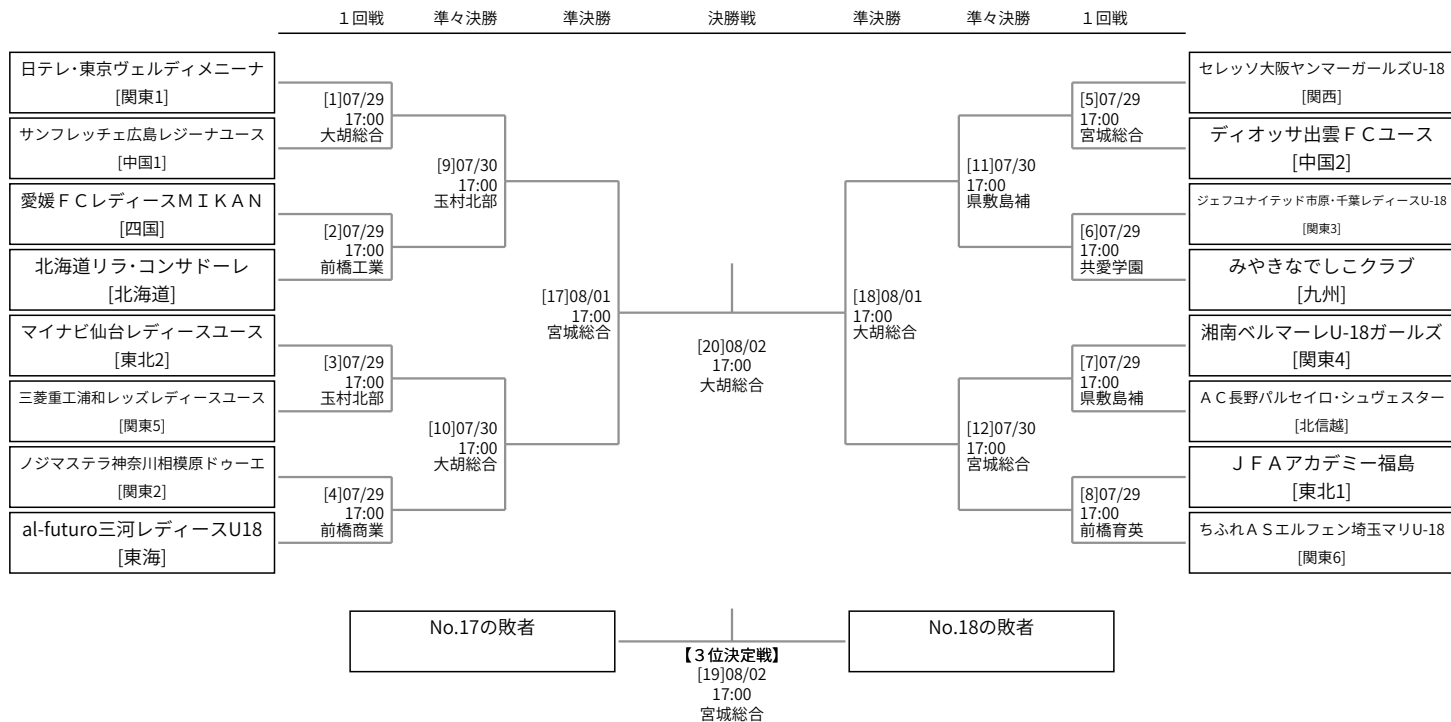 １回戦 準々決勝 準決勝 決勝戦 準決勝 準々決勝 １回戦
日テレ・東京ヴェルディメニーナ
[関東1]
サンフレッチェ広島レジーナユース
[中国1]
愛媛ＦＣレディースＭＩＫＡＮ
[四国]
北海道リラ・コンサドーレ
[北海道]
マイナビ仙台レディースユース
[東北2]
三菱重工浦和レッズレディースユース
[関東5]
ノジマステラ神奈川相模原ドゥーエ
[関東2]
al-futuro三河レディースU18
[東海]
[1]07/29
17:00
大胡総合
[2]07/29
17:00
前橋工業
[3]07/29
17:00
玉村北部
[4]07/29
17:00
前橋商業
[9]07/30
17:00
玉村北部
[10]07/30
17:00
大胡総合
[17]08/01
17:00
宮城総合
[20]08/02
17:00
大胡総合
[18]08/01
17:00
大胡総合
[11]07/30
17:00
県敷島補
[12]07/30
17:00
宮城総合
[5]07/29
17:00
宮城総合
[6]07/29
17:00
共愛学園
[7]07/29
17:00
県敷島補
[8]07/29
17:00
前橋育英
セレッソ大阪ヤンマーガールズU-18
[関西]
ディオッサ出雲ＦＣユース
[中国2]
ジェフユナイテッド市原・千葉レディースU-18
[関東3]
みやきなでしこクラブ
[九州]
湘南ベルマーレU-18ガールズ
[関東4]
ＡＣ長野パルセイロ・シュヴェスター
[北信越]
ＪＦＡアカデミー福島
[東北1]
ちふれＡＳエルフェン埼玉マリU-18
[関東6]
No.17の敗者
No.18の敗者
【３位決定戦】
[19]08/02
17:00
宮城総合